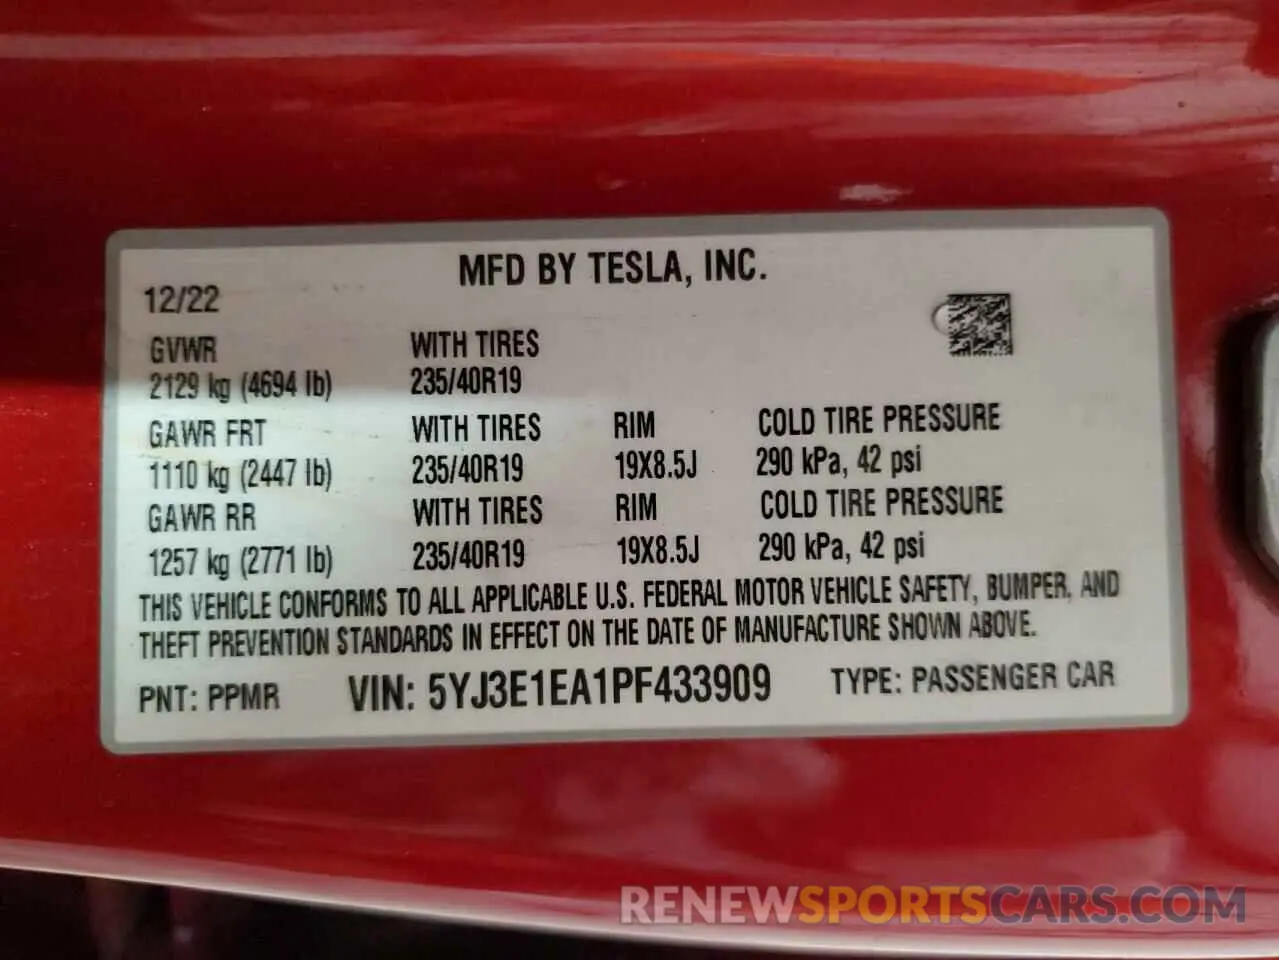 MFD BY TESLA, INC.
12/22
GVWR WITH TIRES
2129 kg (4694 lb) 235/40R19
GAWR FRT WITH TIRES RIM COLD TIRE PRESSURE
1110 kg (2447 lb) 235/40R19 19X8.5J 290 kPa, 42 psi
GAWR RR WITH TIRES RIM COLD TIRE PRESSURE
1257 kg (2771 lb) 235/40R19 19X8.5J 290 kPa, 42 psi
THIS VEHICLE CONFORMS TO ALL APPLICABLE U.S. FEDERAL MOTOR VEHICLE SAFETY, BUMPER, AND
THEFT PREVENTION STANDARDS IN EFFECT ON THE DATE OF MANUFACTURE SHOWN ABOVE.
PNT: PPMR VIN: 5YJ3E1EA1PF433909 TYPE: PASSENGER CAR
RENEWSPORTSCARS.COM